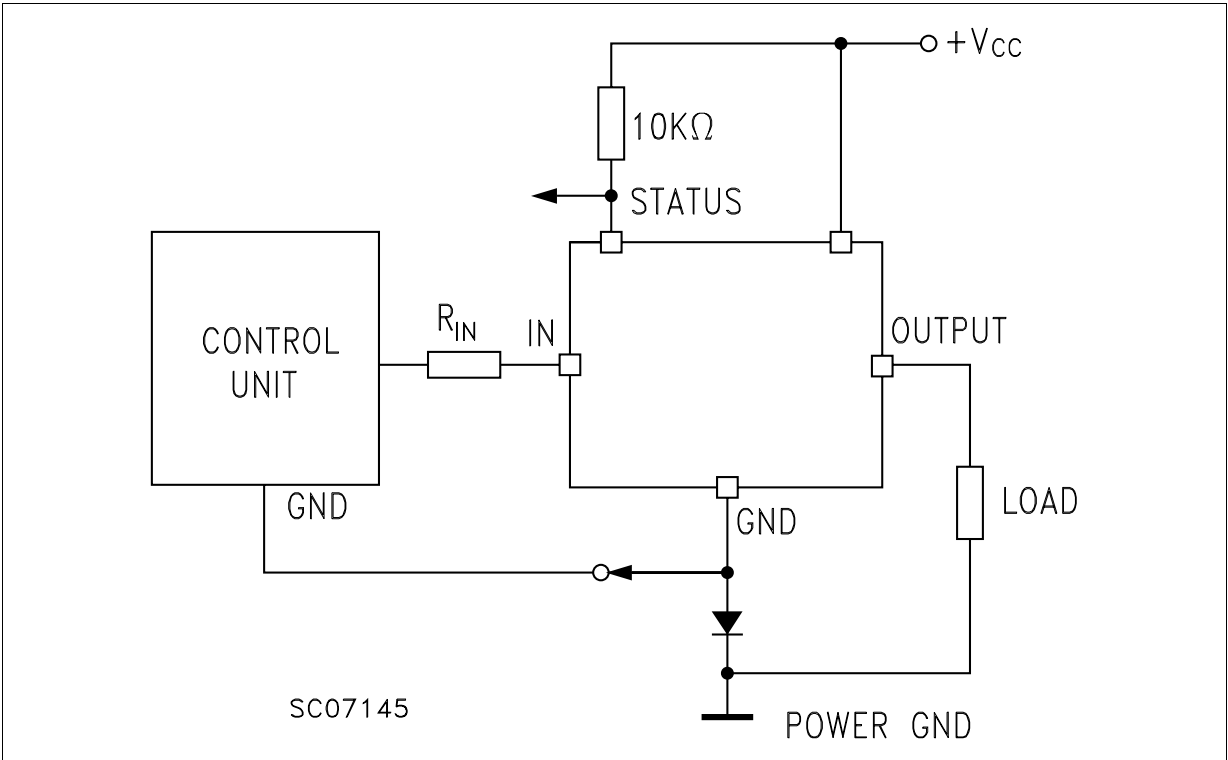 +VCC
10KΩ
STATUS
RIN
IN
OUTPUT
CONTROL
UNIT
LOAD
GND
GND
SC07145
POWER GND